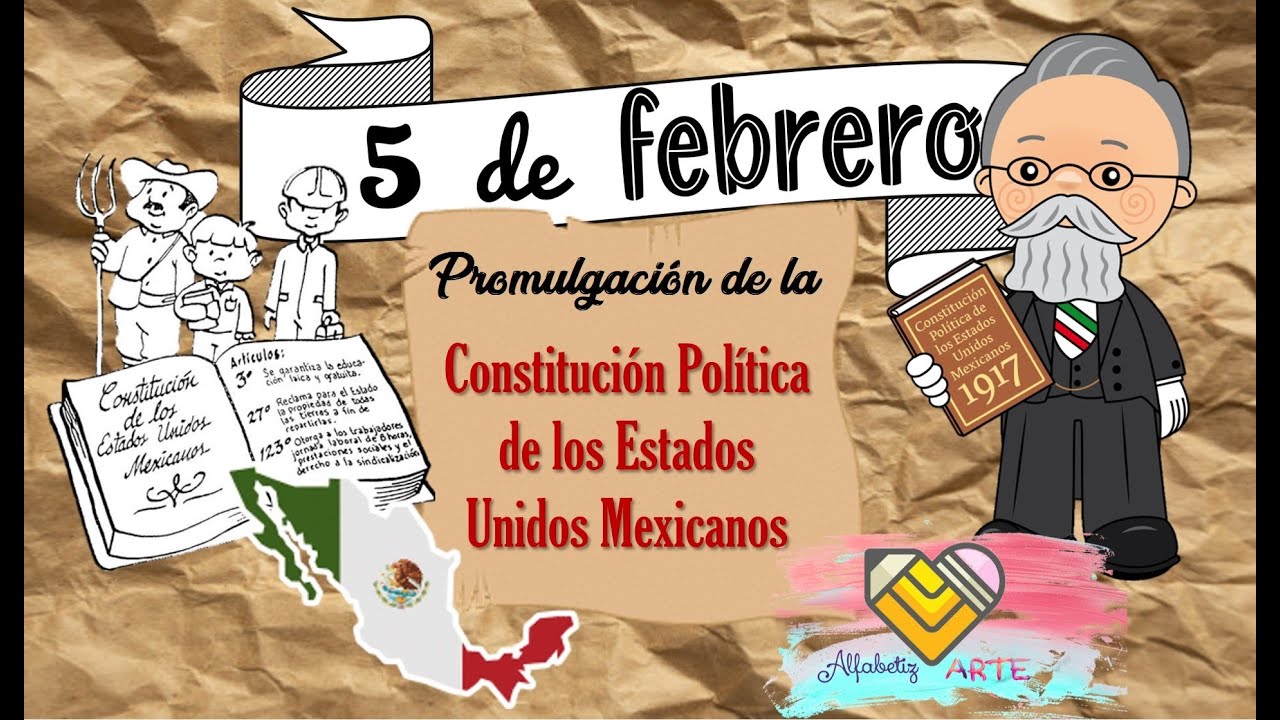 5 de febrero
Promulgación de la
Constitución Política
de los Estados
Unidos Mexicanos
Constitución
de los
Estados Unidos
Mexicanos
Artículos:
3º Se garantiza la educa-
ción laica y gratuita.
27º Reclama para el Estado
la propiedad de todas
las tierras a fin de
repartirlas.
123º Otorga a los trabajadores
jornada laboral de 8 horas,
prestaciones sociales y el
derecho a la sindicalización
Constitución
Política de
los Estados
Unidos
Mexicanos
1917
Alfabetiz ARTE